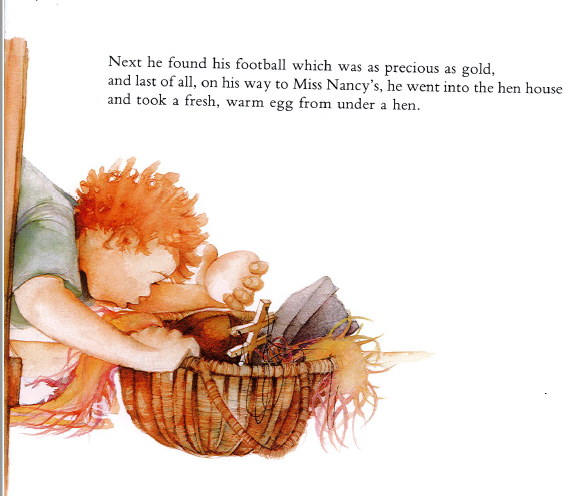 Next he found his football which was as precious as gold,
and last of all, on his way to Miss Nancy's, he went into the hen house
and took a fresh, warm egg from under a hen.